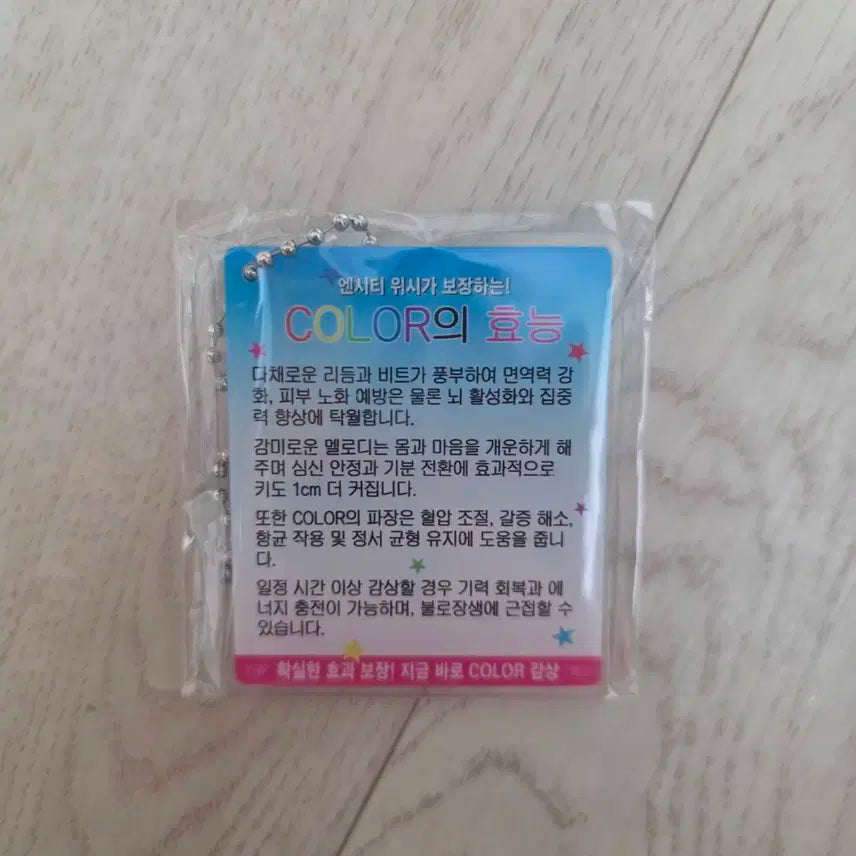 엔시티 위시가 보장하는!
COLOR의 효능
다채로운 리듬과 비트가 풍부하여 면역력 강
화, 피부 노화 예방은 물론 뇌 활성화와 집중
력 향상에 탁월합니다.
감미로운 멜로디는 몸과 마음을 개운하게 해
주며 심신 안정과 기분 전환에 효과적으로
키도 1cm 더 커집니다.
또한 COLOR의 파장은 혈압 조절, 갈증 해소,
항균 작용 및 정서 균형 유지에 도움을 줍니
다.
일정 시간 이상 감상할 경우 기력 회복과 에
너지 충전이 가능하며, 불로장생에 근접할 수
있습니다.
확실한 효과 보장! 지금 바로 COLOR 감상